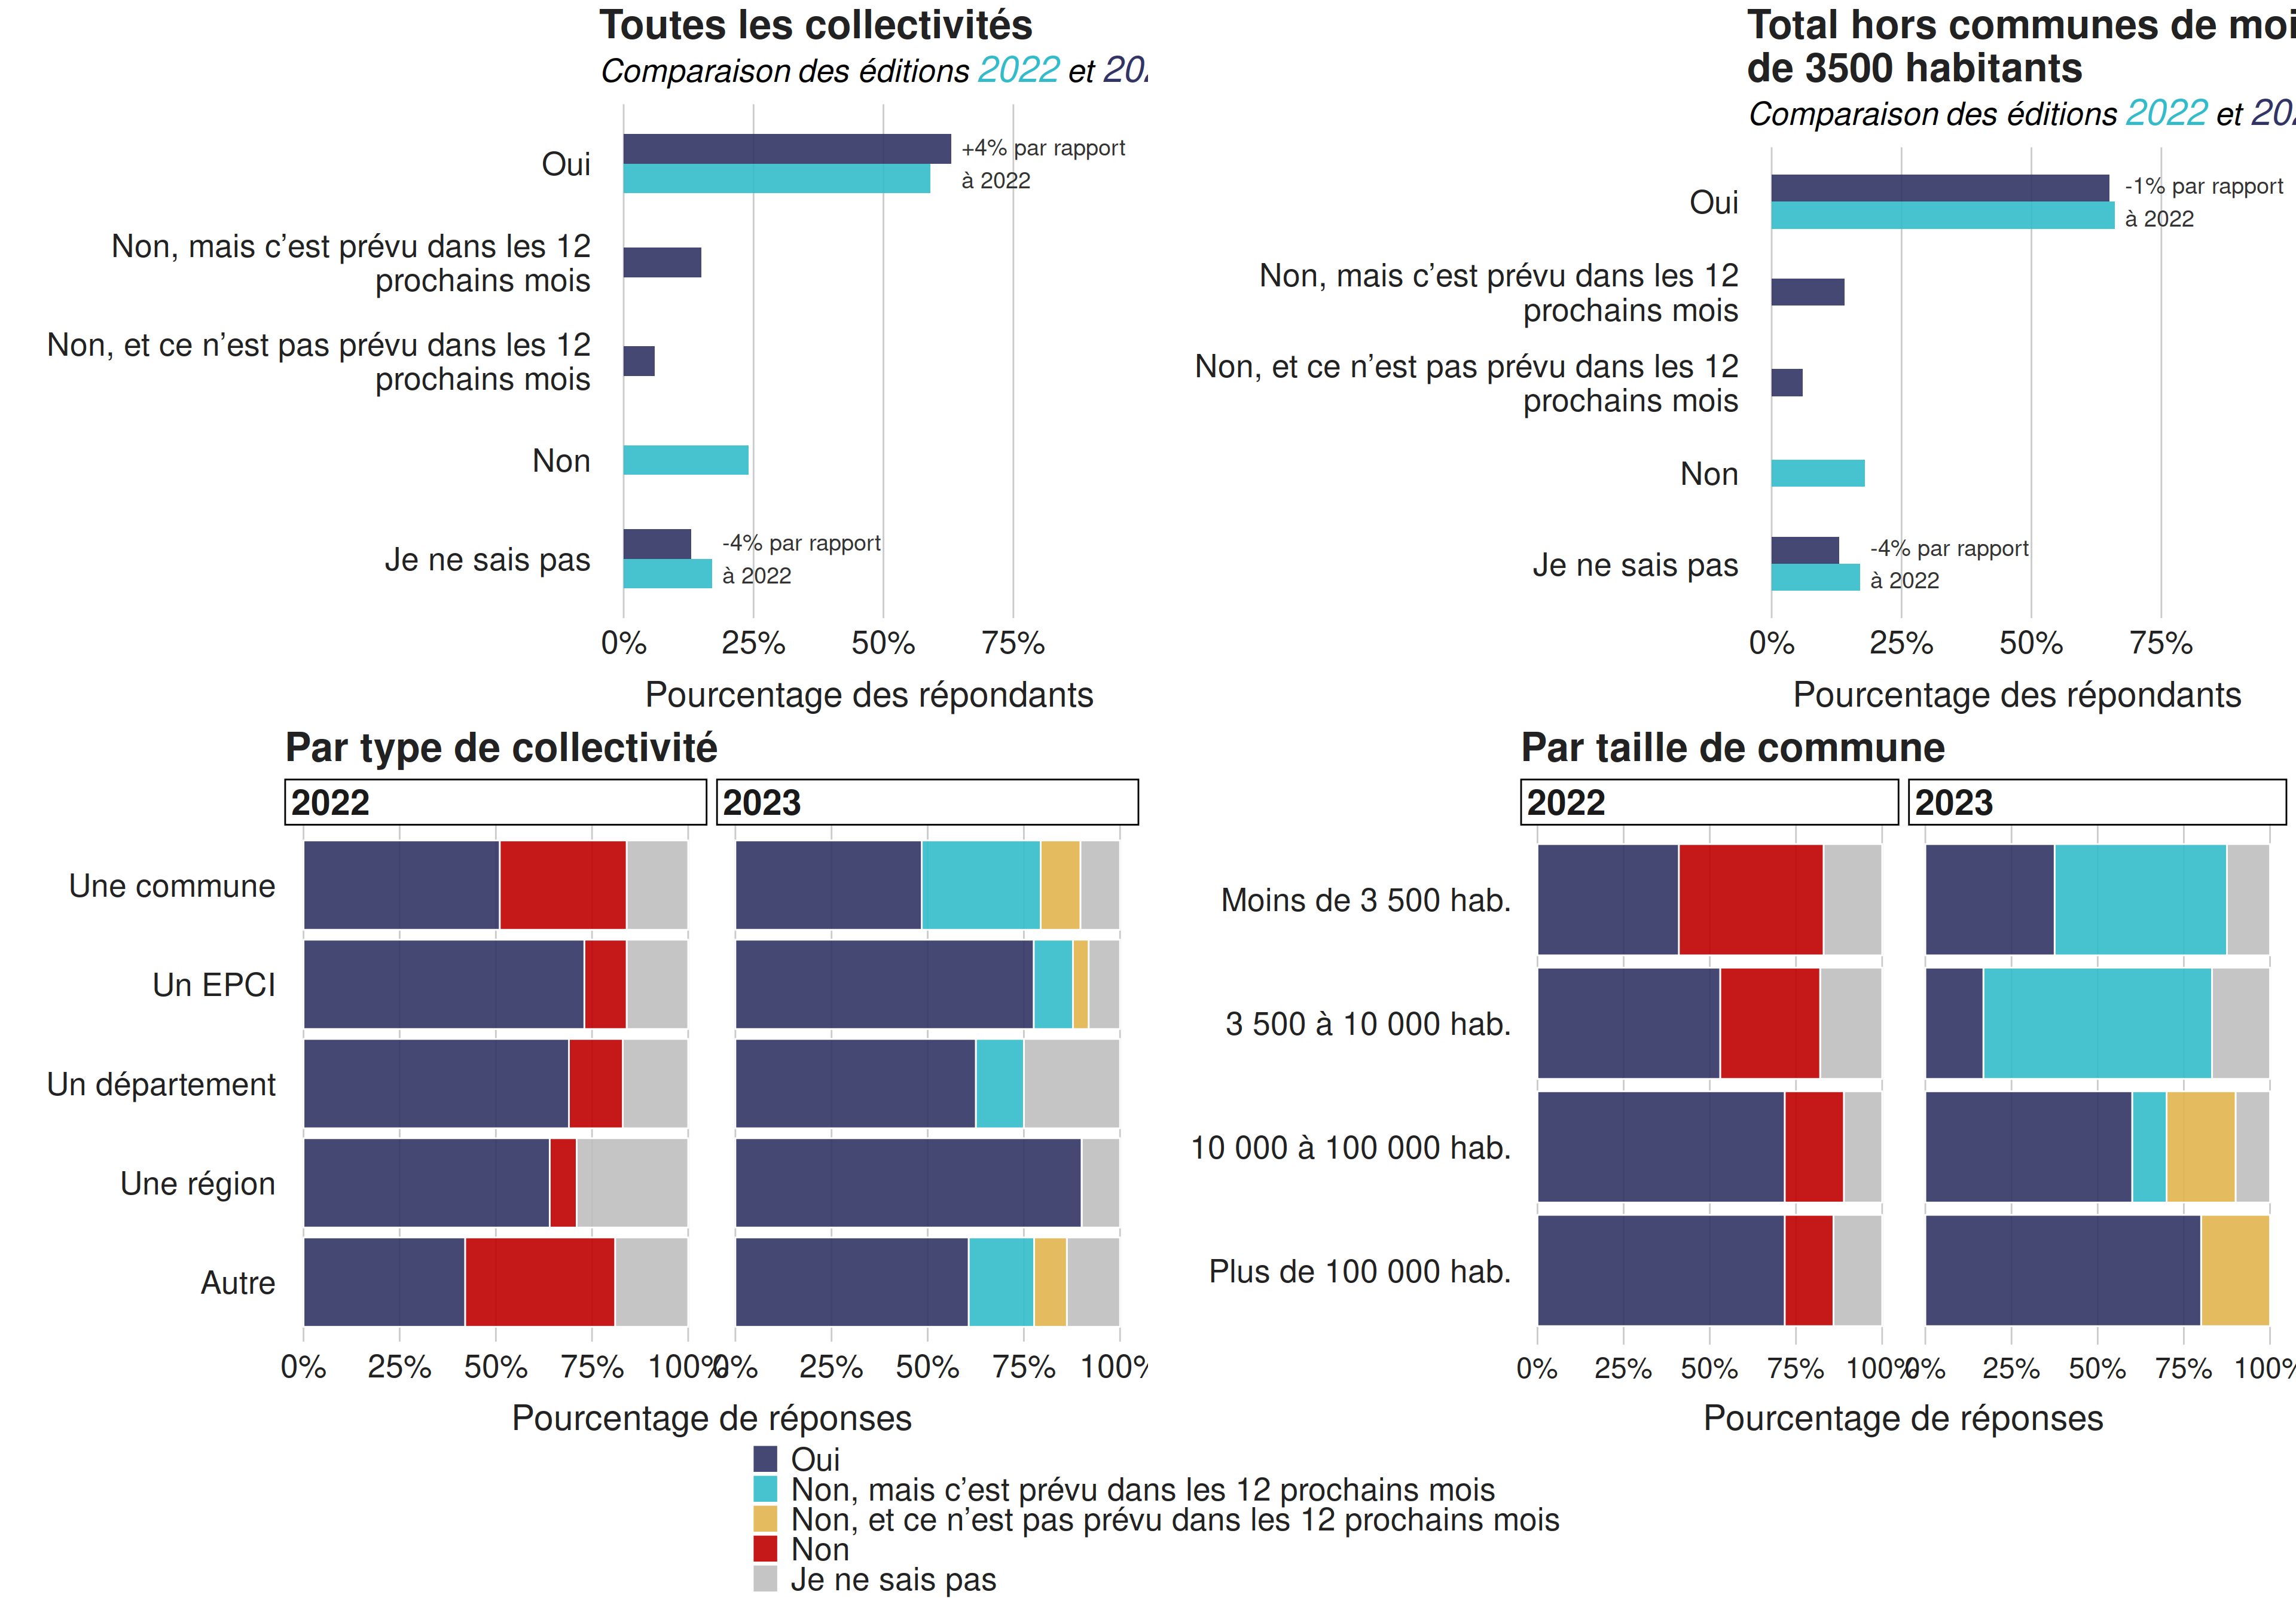 Toutes les collectivités
Comparaison des éditions 2022 et
Oui
+4% par rapport
à 2022
Non, mais c’est prévu dans les 12
prochains mois
Non, et ce n’est pas prévu dans les 12
prochains mois
Non
Je ne sais pas
-4% par rapport
à 2022
0% 25% 50% 75%
Pourcentage des répondants
Total hors communes de
de 3500 habitants
Comparaison des éditions 2022 et
Oui
-1% par rapport
à 2022
Non, mais c’est prévu dans les 12
prochains mois
Non, et ce n’est pas prévu dans les 12
prochains mois
Non
Je ne sais pas
-4% par rapport
à 2022
0% 25% 50% 75%
Pourcentage des répondants
Par type de collectivité
2022 2023
Une commune
Un EPCI
Un département
Une région
Autre
0% 25% 50% 75% 100% 0% 25% 50% 75% 100%
Pourcentage de réponses
Par taille de commune
2022 2023
Moins de 3 500 hab.
3 500 à 10 000 hab.
10 000 à 100 000 hab.
Plus de 100 000 hab.
0% 25% 50% 75% 100% 0% 25% 50% 75% 100%
Pourcentage de réponses
Oui
Non, mais c’est prévu dans les 12 prochains mois
Non, et ce n’est pas prévu dans les 12 prochains mois
Non
Je ne sais pas